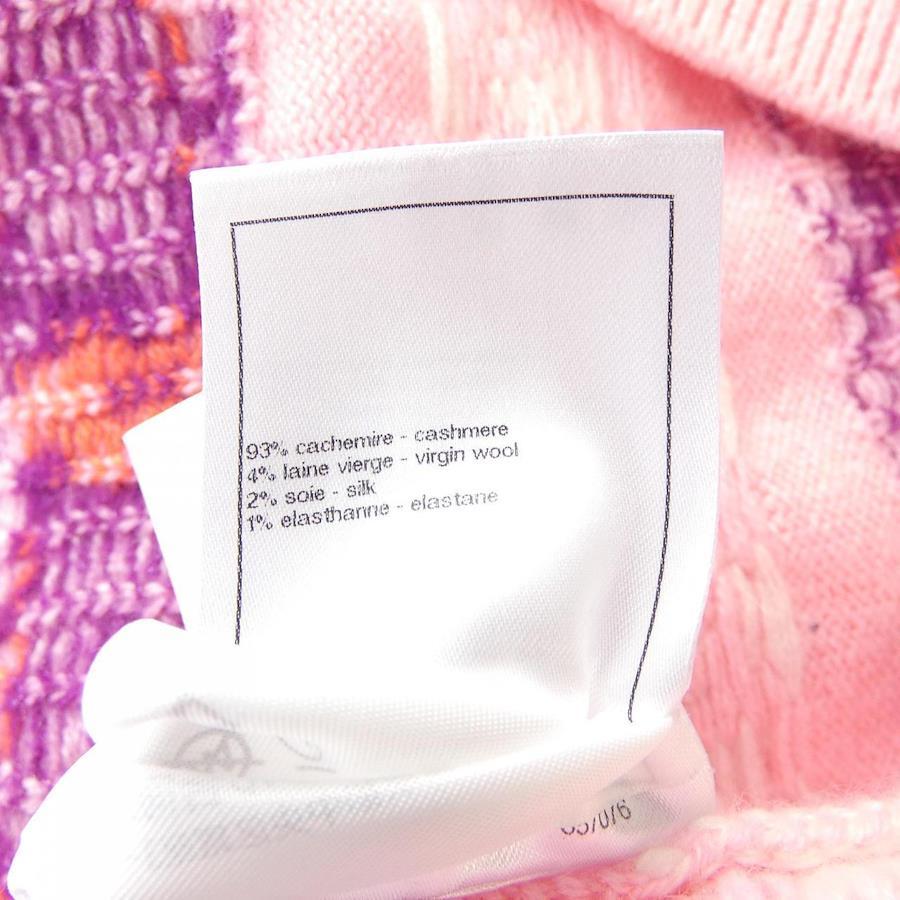 93% cachemire - cashmere
4% laine vierge - virgin wool
2% soie - silk
1% elasthanne - elastane